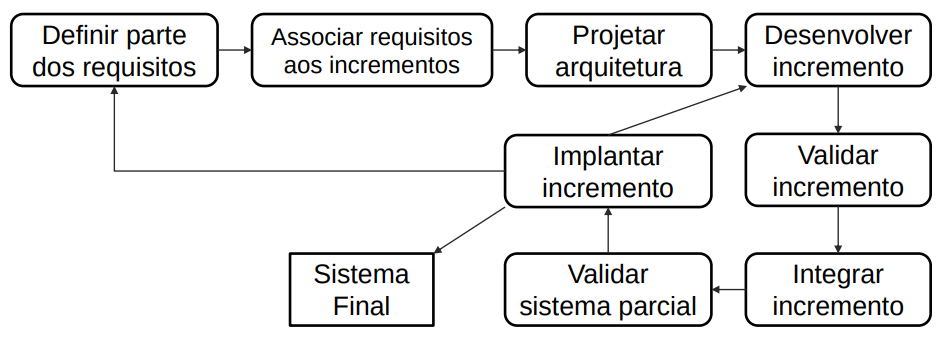 Definir parte
dos requisitos
Associar requisitos
aos incrementos
Projetar
arquitetura
Desenvolver
incremento
Implantar
incremento
Validar
incremento
Sistema
Final
Validar
sistema parcial
Integrar
incremento